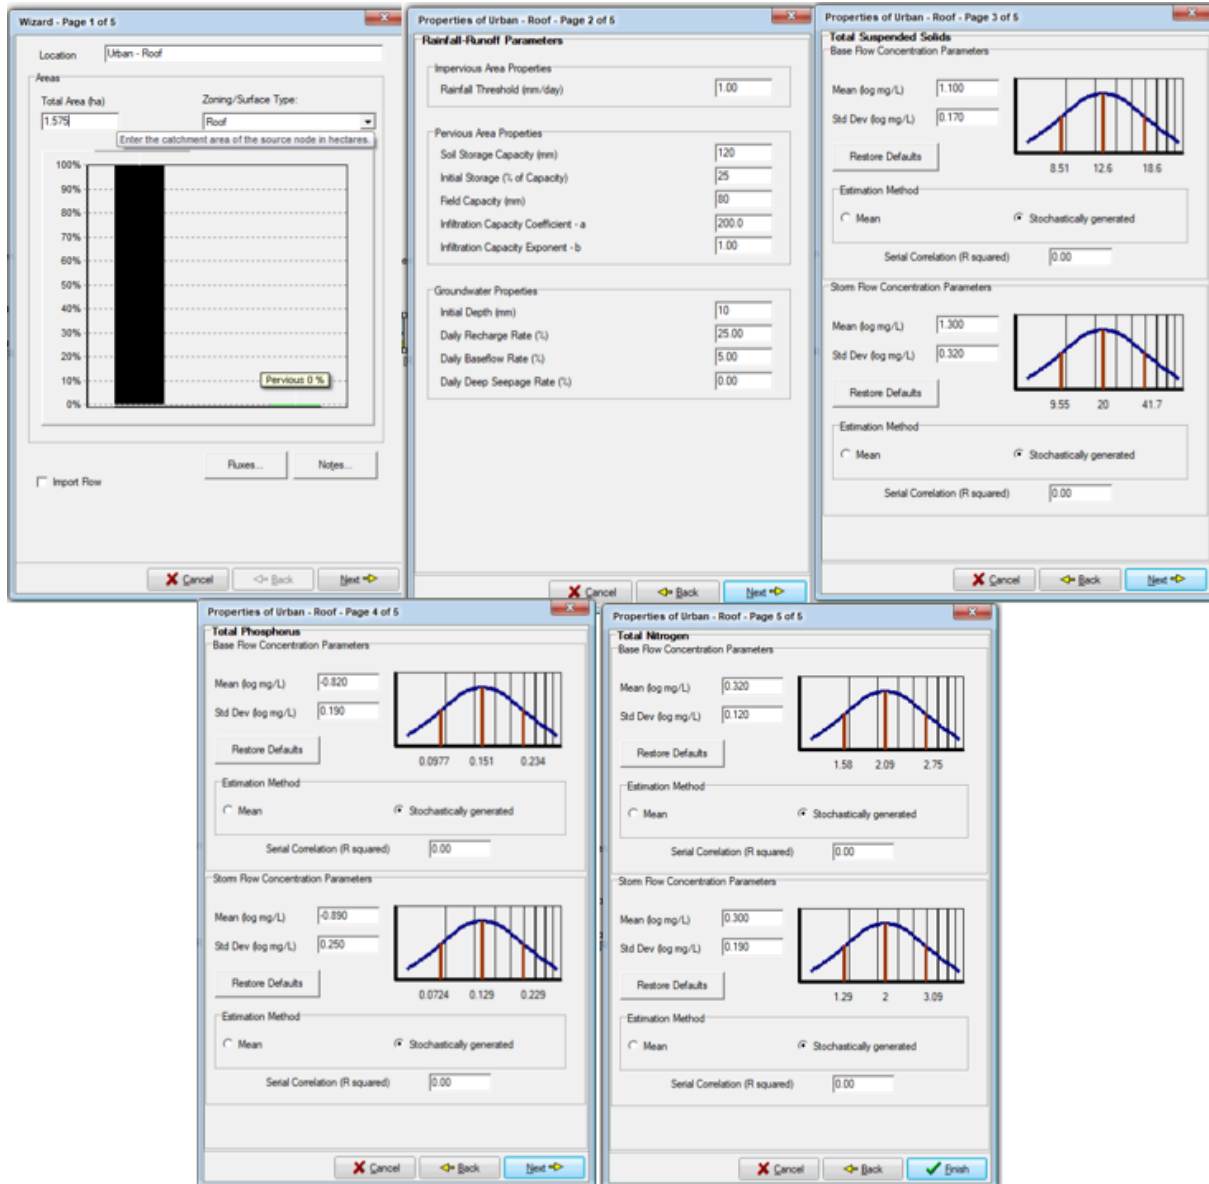 Wizard - Page 1 of 5
Location Urban - Roof
Areas
Total Area (ha) Zoning/Surface Type:
1.575 Roof
Enter the catchment area of the source node in hectares.
100%
90%
80%
70%
60%
50%
40%
30%
20%
10%
0%
Pervious 0 %
Fluxes... Notes...
Import Flow
Cancel Back Next
Properties of Urban - Roof - Page 2 of 5
Rainfall-Runoff Parameters
Impervious Area Properties
Rainfall Threshold (mm/day) 1.00
Pervious Area Properties
Soil Storage Capacity (mm) 120
Initial Storage (% of Capacity) 25
Field Capacity (mm) 80
Infiltration Capacity Coefficient - a 200.0
Infiltration Capacity Exponent - b 1.00
Groundwater Properties
Initial Depth (mm) 10
Daily Recharge Rate (%) 25.00
Daily Baseflow Rate (%) 5.00
Daily Deep Seepage Rate (%) 0.00
Cancel Back Next
Properties of Urban - Roof - Page 3 of 5
Total Suspended Solids
Base Flow Concentration Parameters
Mean (log mg/L) 1.100
Std Dev (log mg/L) 0.170
Restore Defaults
8.51 12.6 18.6
Estimation Method
Mean Stochastically generated
Serial Correlation (R squared) 0.00
Storm Flow Concentration Parameters
Mean (log mg/L) 1.300
Std Dev (log mg/L) 0.320
Restore Defaults
9.55 20 41.7
Estimation Method
Mean Stochastically generated
Serial Correlation (R squared) 0.00
Cancel Back Next
Properties of Urban - Roof - Page 4 of 5
Total Phosphorus
Base Flow Concentration Parameters
Mean (log mg/L) -0.820
Std Dev (log mg/L) 0.190
Restore Defaults
0.0977 0.151 0.234
Estimation Method
Mean Stochastically generated
Serial Correlation (R squared) 0.00
Storm Flow Concentration Parameters
Mean (log mg/L) -0.890
Std Dev (log mg/L) 0.250
Restore Defaults
0.0724 0.129 0.229
Estimation Method
Mean Stochastically generated
Serial Correlation (R squared) 0.00
Cancel Back Next
Properties of Urban - Roof - Page 5 of 5
Total Nitrogen
Base Flow Concentration Parameters
Mean (log mg/L) 0.320
Std Dev (log mg/L) 0.120
Restore Defaults
1.58 2.09 2.75
Estimation Method
Mean Stochastically generated
Serial Correlation (R squared) 0.00
Storm Flow Concentration Parameters
Mean (log mg/L) 0.300
Std Dev (log mg/L) 0.190
Restore Defaults
1.29 2 3.09
Estimation Method
Mean Stochastically generated
Serial Correlation (R squared) 0.00
Cancel Back Finish